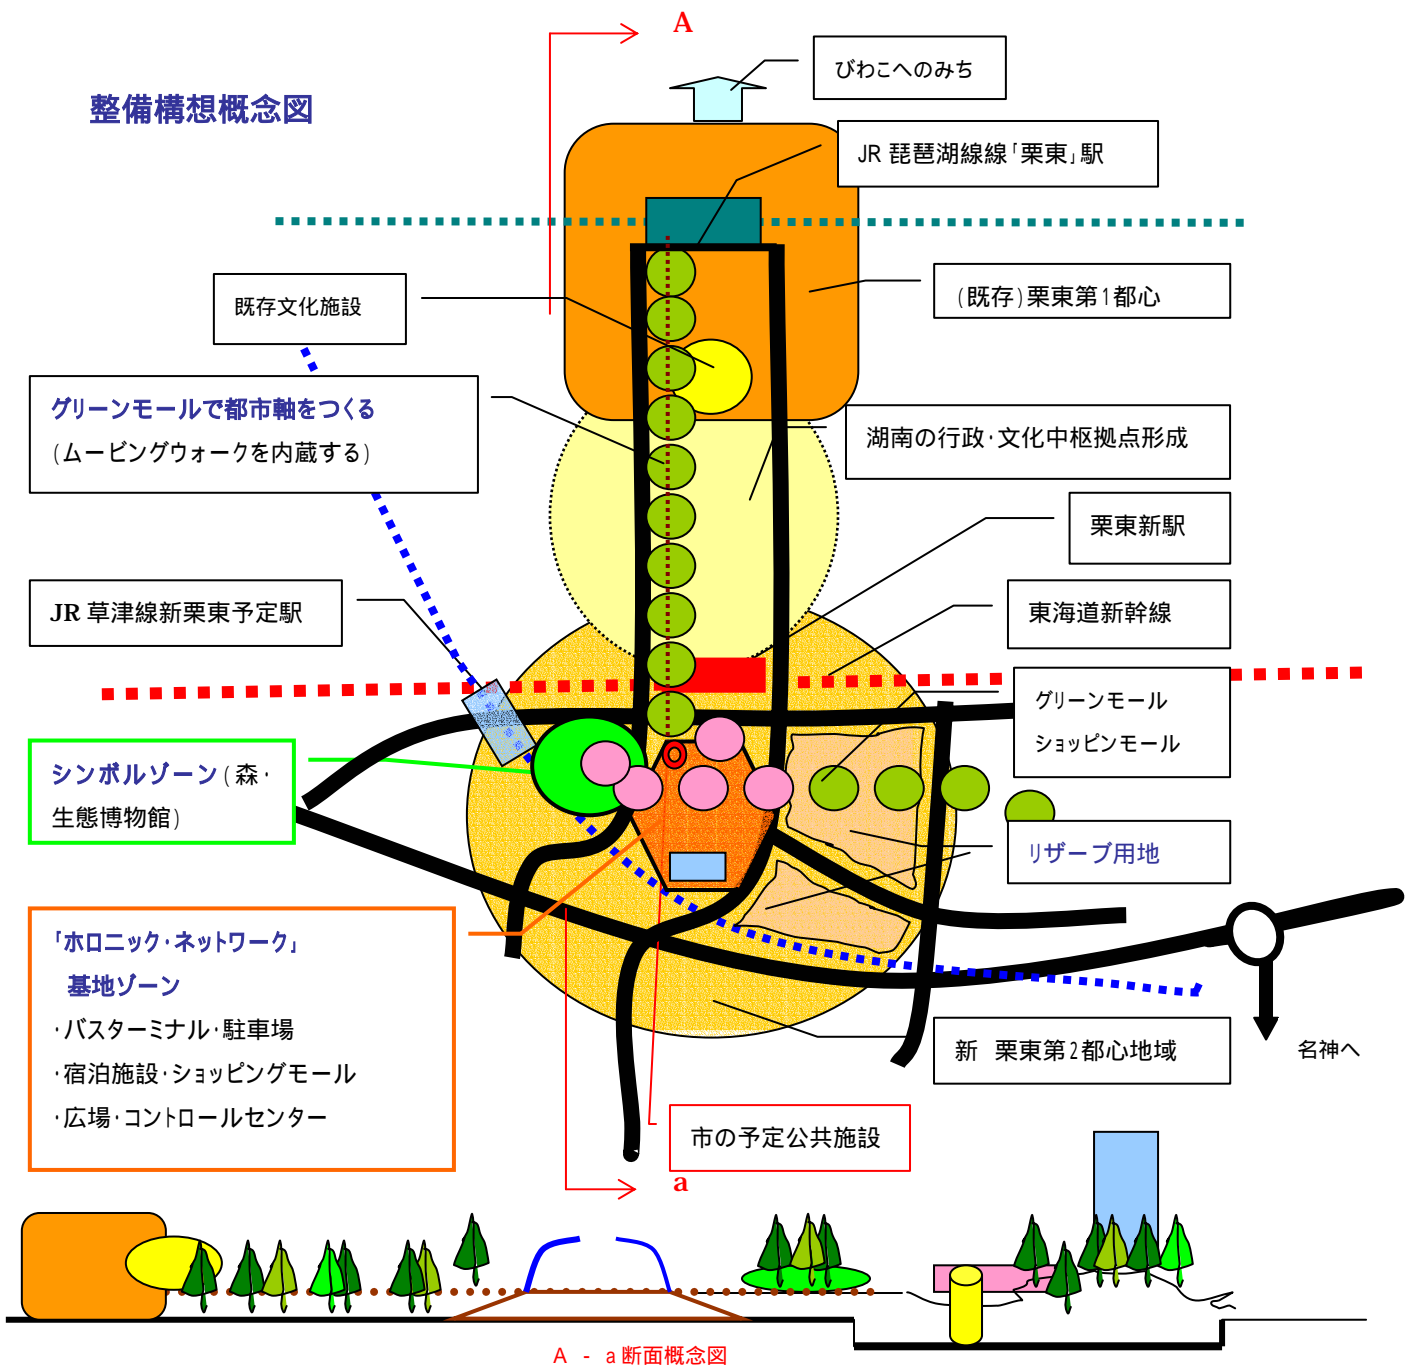 A
整備構想概念図
びわこへのみち
JR 琵琶湖線線「栗東」駅
(既存)栗東第1都心
既存文化施設
グリーンモールで都市軸をつくる
(ムービングウォークを内蔵する)
湖南の行政・文化中枢拠点形成
栗東新駅
JR 草津線新栗東予定駅
東海道新幹線
グリーンモール
ショッピンモール
シンボルゾーン(森・
生態博物館)
リザーブ用地
「ホロニック・ネットワーク」
基地ゾーン
・バスターミナル・駐車場
・宿泊施設・ショッピングモール
・広場・コントロールセンター
新 栗東第2都心地域
名神へ
市の予定公共施設
a
A - a 断面概念図